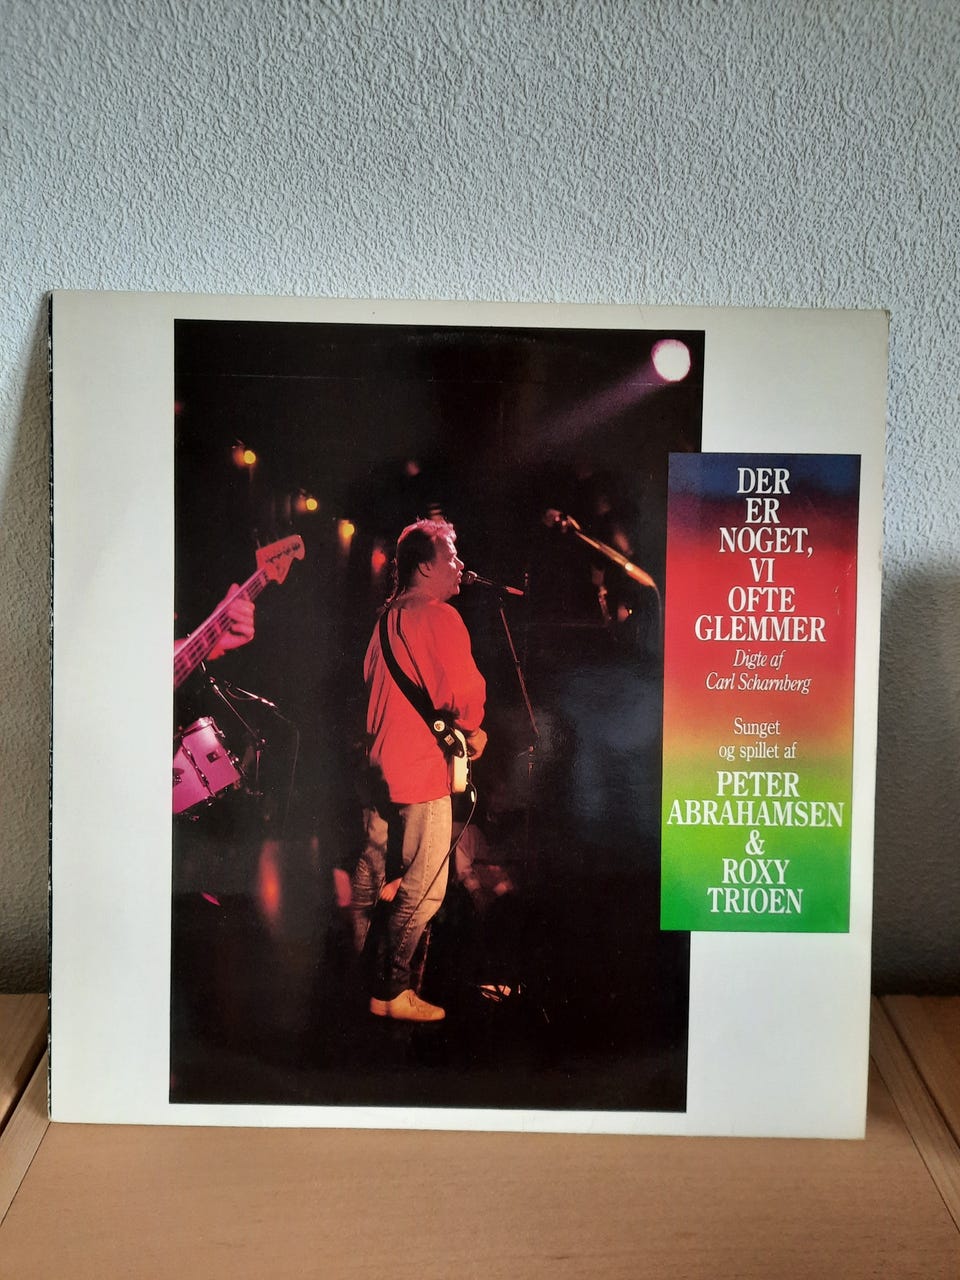 DER
ER
NOGET,
VI
OFTE
GLEMMER
Digte af
Carl Scharnberg
Sunget
og spillet af
PETER
ABRAHAMSEN
&
ROXY
TRIOEN